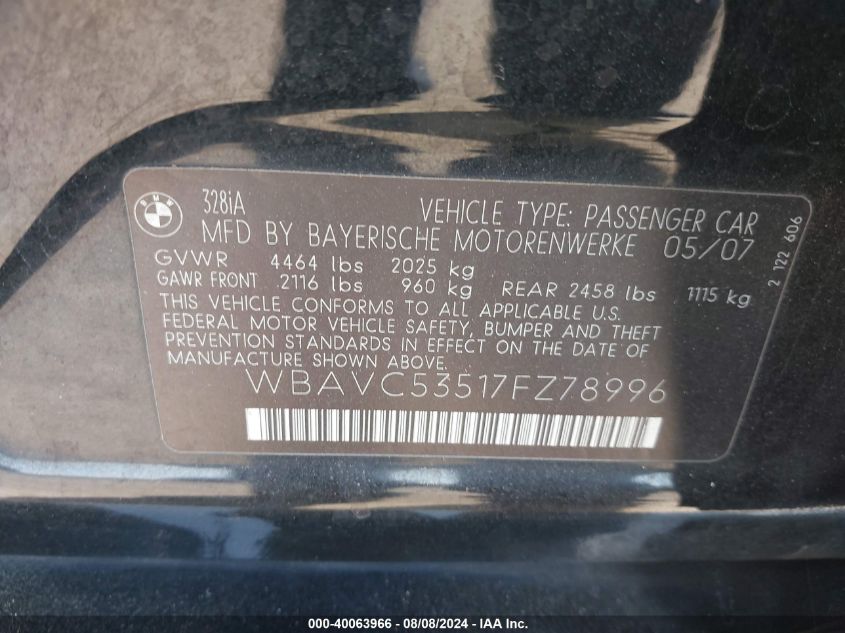 BMW
328iA
VEHICLE TYPE: PASSENGER CAR
MFD BY BAYERISCHE MOTORENWERKE 05/07
GVWR 4464 lbs 2025 kg
GAWR FRONT 2116 lbs 960 kg REAR 2458 lbs 1115 kg
THIS VEHICLE CONFORMS TO ALL APPLICABLE U.S.
FEDERAL MOTOR VEHICLE SAFETY, BUMPER AND THEFT
PREVENTION STANDARDS IN EFFECT ON THE DATE OF
MANUFACTURE SHOWN ABOVE.
WBAVC53517FZ78996
2 122 606
000-40063966 - 08/08/2024 - IAA Inc.